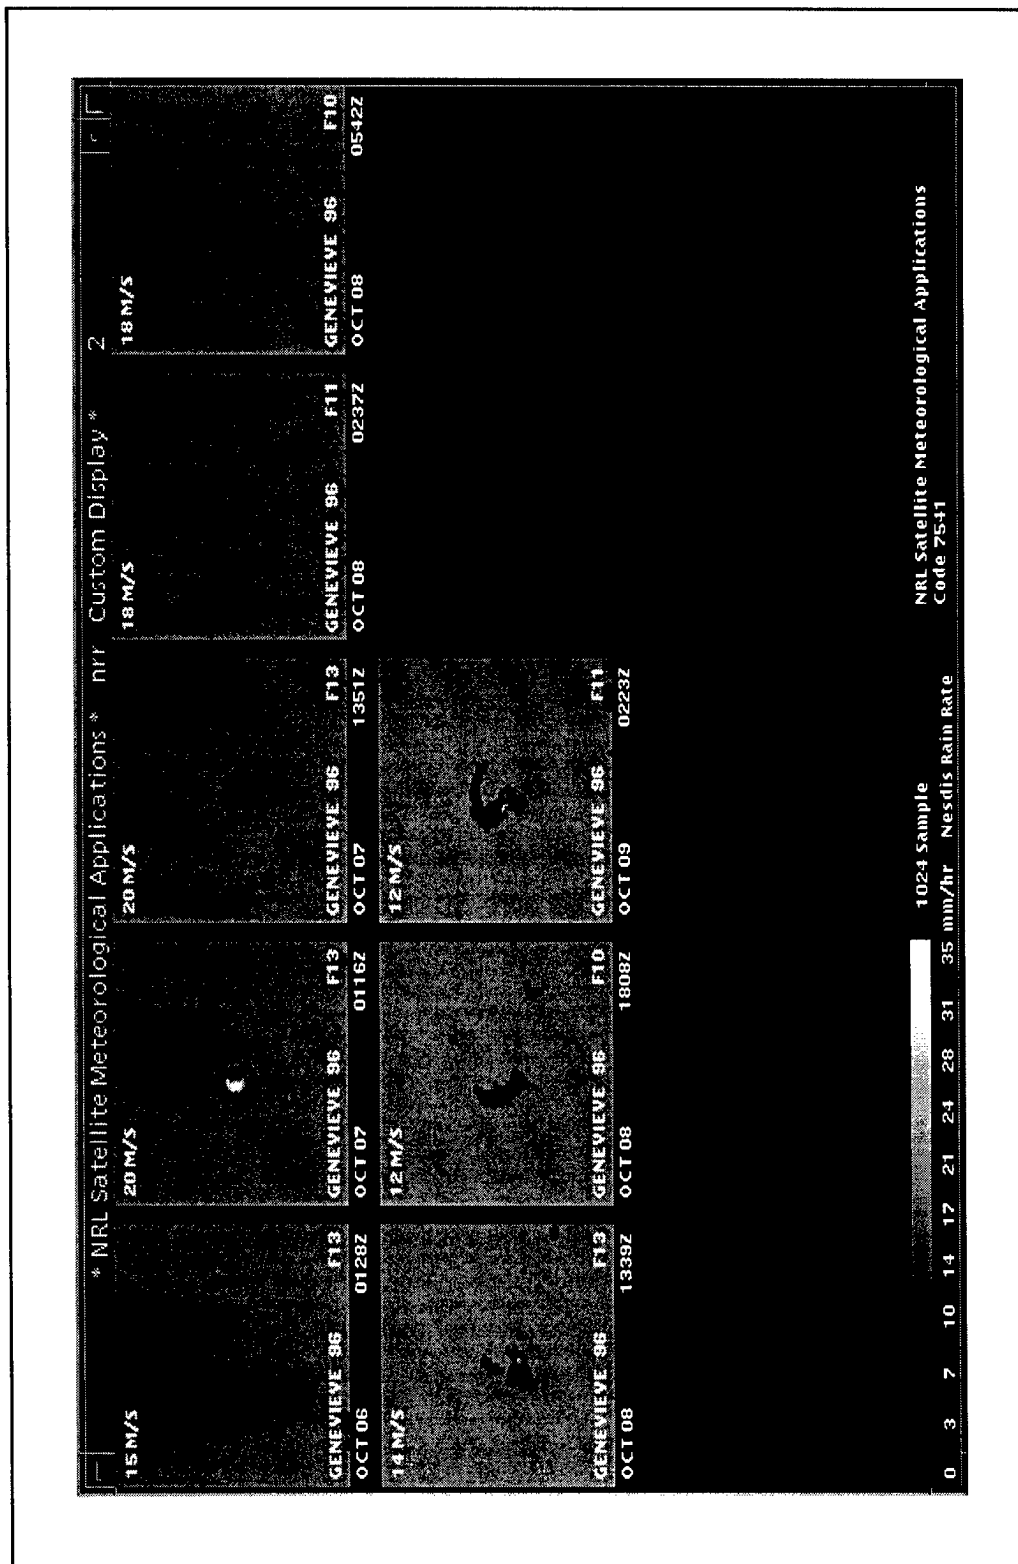 * NRL Satellite Meteorological Applications * nrr Custom Display * 2
15 M/S
GENEVIEVE 96 F13
OCT 06 0128Z
20 M/S
GENEVIEVE 96 F13
OCT 07 0116Z
20 M/S
GENEVIEVE 96 F13
OCT 07 1351Z
18 M/S
GENEVIEVE 96 F11
OCT 08 0237Z
18 M/S
GENEVIEVE 96 F10
OCT 08 0542Z
14 M/S
GENEVIEVE 96 F13
OCT 08 1339Z
12 M/S
GENEVIEVE 96 F10
OCT 08 1808Z
12 M/S
GENEVIEVE 96 F11
OCT 09 0223Z
1024 Sample
0 3 7 10 14 17 21 24 28 31 35 mm/hr Nesdis Rain Rate
NRL Satellite Meteorological Applications
Code 7541